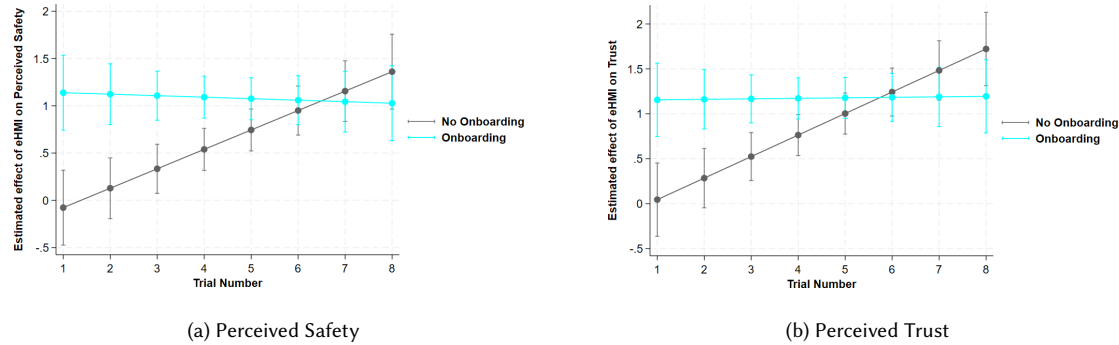 Estimated effect of eHMI on Perceived Safety
2
1.5
1
.5
0
-.5
1 2 3 4 5 6 7 8
Trial Number
No Onboarding
Onboarding
(a) Perceived Safety
Estimated effect of eHMI on Trust
2
1.5
1
.5
0
-.5
1 2 3 4 5 6 7 8
Trial Number
No Onboarding
Onboarding
(b) Perceived Trust